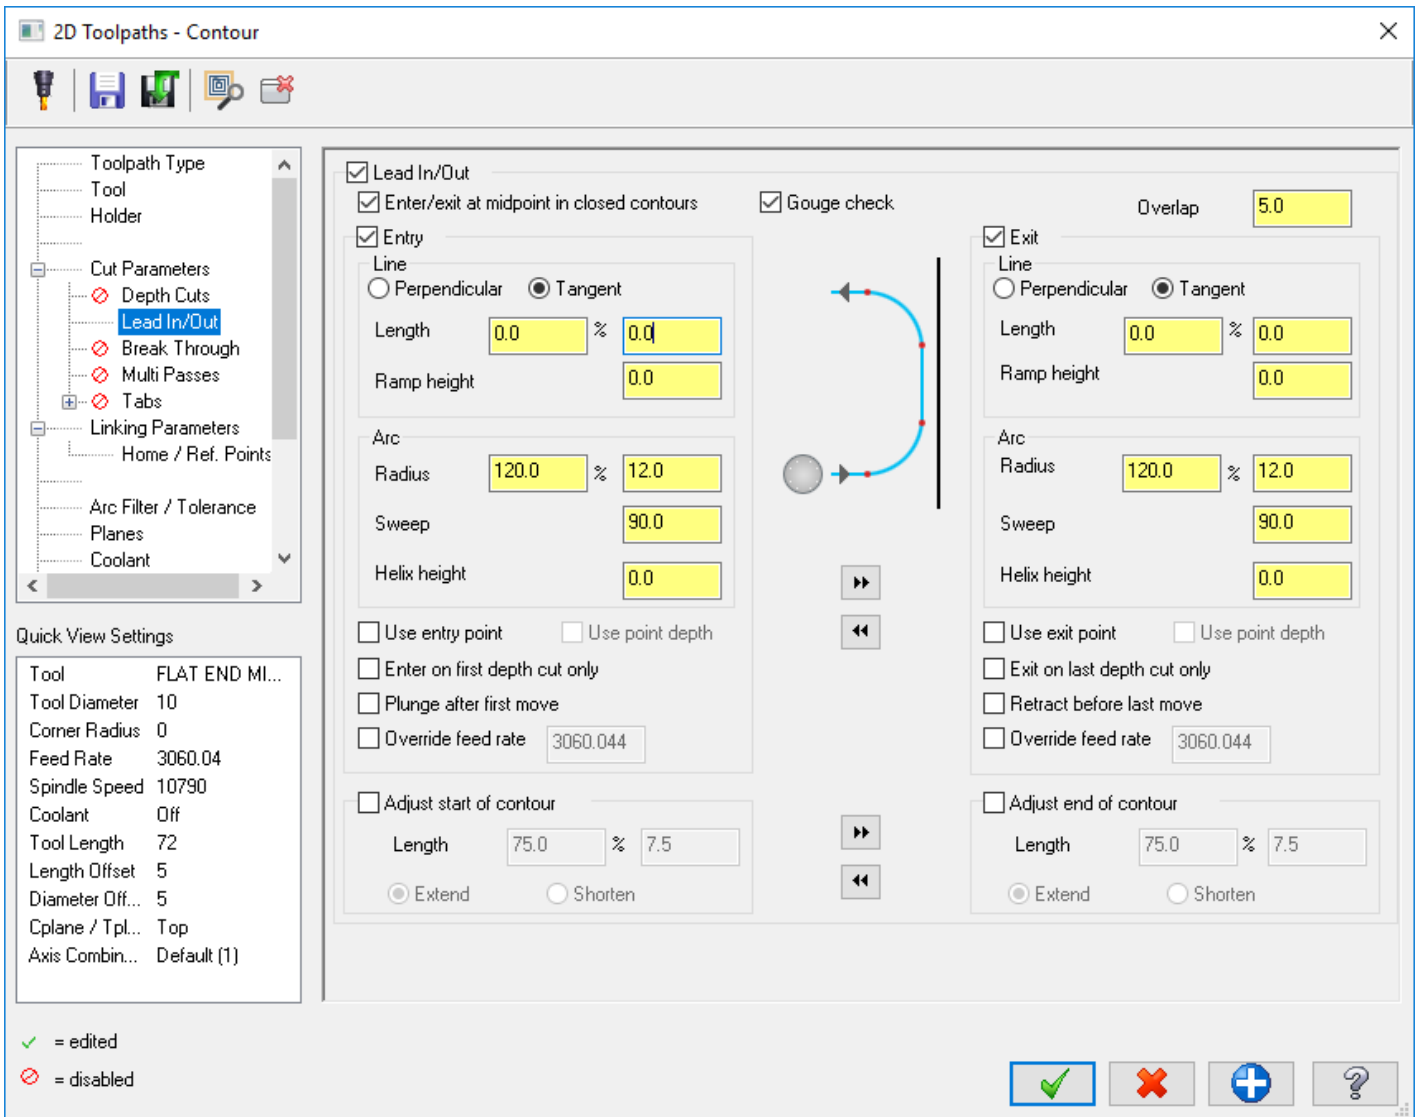 2D Toolpaths - Contour
Toolpath Type
Tool
Holder
Cut Parameters
Depth Cuts
Lead In/Out
Break Through
Multi Passes
Tabs
Linking Parameters
Home / Ref. Points
Arc Filter / Tolerance
Planes
Coolant
Quick View Settings
Tool FLAT END MI...
Tool Diameter 10
Corner Radius 0
Feed Rate 3060.04
Spindle Speed 10790
Coolant Off
Tool Length 72
Length Offset 5
Diameter Off... 5
Cplane / Tpl... Top
Axis Combin... Default (1)
= edited
= disabled
Lead In/Out
Enter/exit at midpoint in closed contours
Gouge check
Overlap 5.0
Entry
Line
Perpendicular Tangent
Length 0.0 % 0.0
Ramp height 0.0
Arc
Radius 120.0 % 12.0
Sweep 90.0
Helix height 0.0
Use entry point Use point depth
Enter on first depth cut only
Plunge after first move
Override feed rate 3060.044
Adjust start of contour
Length 75.0 % 7.5
Extend Shorten
Exit
Line
Perpendicular Tangent
Length 0.0 % 0.0
Ramp height 0.0
Arc
Radius 120.0 % 12.0
Sweep 90.0
Helix height 0.0
Use exit point Use point depth
Exit on last depth cut only
Retract before last move
Override feed rate 3060.044
Adjust end of contour
Length 75.0 % 7.5
Extend Shorten